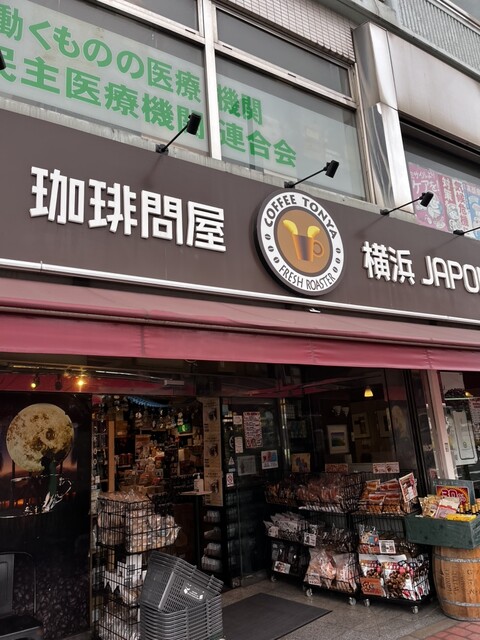 働くものの医療機関
民主医療機関連合会
珈琲問屋
COFFEE TONYA
FRESH ROASTER
横浜 JAPO